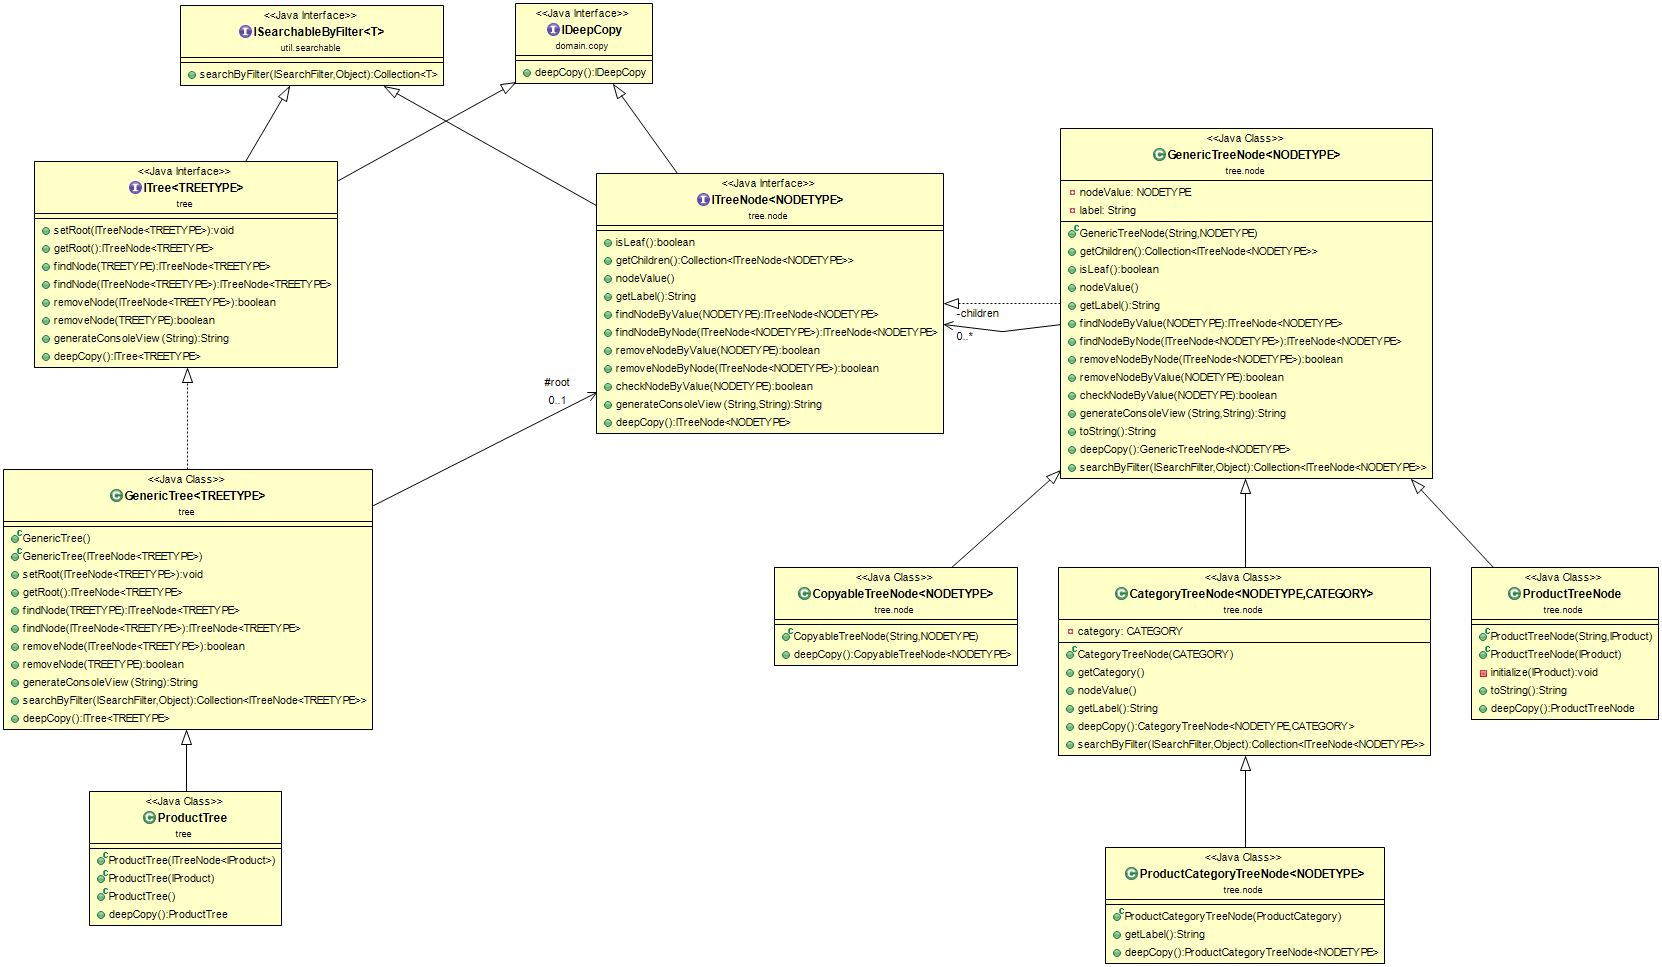 <<Java Interface>>
ISearchableByFilter<T>
util.searchable
searchByFilter(ISearchFilter,Object):Collection<T>
<<Java Interface>>
IDeepCopy
domain.copy
deepCopy():IDeepCopy
<<Java Interface>>
ITree<TREETYPE>
tree
setRoot(ITreeNode<TREETYPE>):void
getRoot():ITreeNode<TREETYPE>
findNode(TREETYPE):ITreeNode<TREETYPE>
findNode(ITreeNode<TREETYPE>):ITreeNode<TREETYPE>
removeNode(ITreeNode<TREETYPE>):boolean
removeNode(TREETYPE):boolean
generateConsoleView(String):String
deepCopy():ITree<TREETYPE>
<<Java Interface>>
ITreeNode<NODETYPE>
tree.node
isLeaf():boolean
getChildren():Collection<ITreeNode<NODETYPE>>
nodeValue()
getLabel():String
findNodeByValue(NODETYPE):ITreeNode<NODETYPE>
findNodeByNode(ITreeNode<NODETYPE>):ITreeNode<NODETYPE>
removeNodeByValue(NODETYPE):boolean
removeNodeByNode(ITreeNode<NODETYPE>):boolean
checkNodeByValue(NODETYPE):boolean
generateConsoleView(String,String):String
deepCopy():ITreeNode<NODETYPE>
<<Java Class>>
GenericTreeNode<NODETYPE>
tree.node
nodeValue: NODETYPE
label: String
GenericTreeNode(String,NODETYPE)
getChildren():Collection<ITreeNode<NODETYPE>>
isLeaf():boolean
nodeValue()
getLabel():String
findNodeByValue(NODETYPE):ITreeNode<NODETYPE>
findNodeByNode(ITreeNode<NODETYPE>):ITreeNode<NODETYPE>
removeNodeByNode(ITreeNode<NODETYPE>):boolean
removeNodeByValue(NODETYPE):boolean
checkNodeByValue(NODETYPE):boolean
generateConsoleView(String,String):String
toString():String
deepCopy():GenericTreeNode<NODETYPE>
searchByFilter(ISearchFilter,Object):Collection<ITreeNode<NODETYPE>>
-children
0..*
#root
0..1
<<Java Class>>
GenericTree<TREETYPE>
tree
GenericTree()
GenericTree(ITreeNode<TREETYPE>)
setRoot(ITreeNode<TREETYPE>):void
getRoot():ITreeNode<TREETYPE>
findNode(TREETYPE):ITreeNode<TREETYPE>
findNode(ITreeNode<TREETYPE>):ITreeNode<TREETYPE>
removeNode(ITreeNode<TREETYPE>):boolean
removeNode(TREETYPE):boolean
generateConsoleView(String):String
searchByFilter(ISearchFilter,Object):Collection<ITreeNode<TREETYPE>>
deepCopy():ITree<TREETYPE>
<<Java Class>>
CopyableTreeNode<NODETYPE>
tree.node
CopyableTreeNode(String,NODETYPE)
deepCopy():CopyableTreeNode<NODETYPE>
<<Java Class>>
CategoryTreeNode<NODETYPE,CATEGORY>
tree.node
category: CATEGORY
CategoryTreeNode(CATEGORY)
getCategory()
nodeValue()
getLabel():String
deepCopy():CategoryTreeNode<NODETYPE,CATEGORY>
searchByFilter(ISearchFilter,Object):Collection<ITreeNode<NODETYPE>>
<<Java Class>>
ProductTreeNode
tree.node
ProductTreeNode(String,IProduct)
ProductTreeNode(IProduct)
initialize(IProduct):void
toString():String
deepCopy():ProductTreeNode
<<Java Class>>
ProductTree
tree
ProductTree(ITreeNode<IProduct>)
ProductTree(IProduct)
ProductTree()
deepCopy():ProductTree
<<Java Class>>
ProductCategoryTreeNode<NODETYPE>
tree.node
ProductCategoryTreeNode(ProductCategory)
getLabel():String
deepCopy():ProductCategoryTreeNode<NODETYPE>